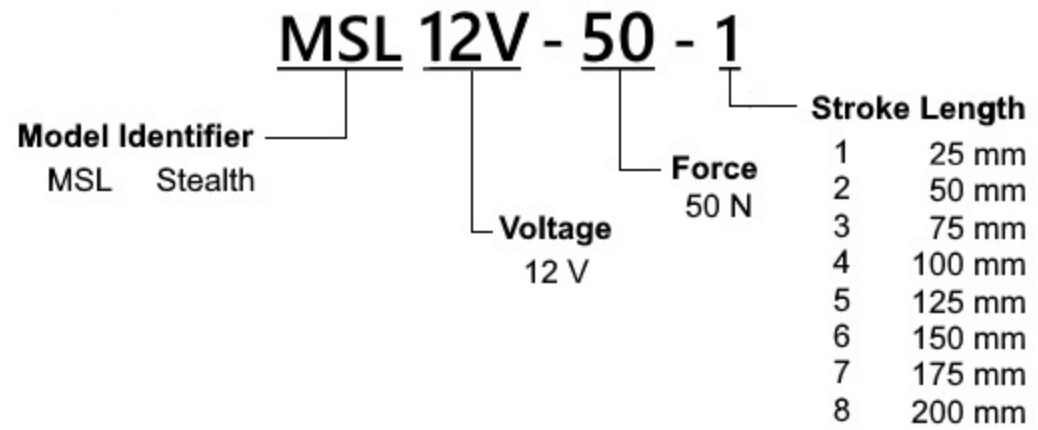 MSL 12V - 50 - 1
Model Identifier
MSL Stealth
Voltage
12 V
Force
50 N
Stroke Length
1 25 mm
2 50 mm
3 75 mm
4 100 mm
5 125 mm
6 150 mm
7 175 mm
8 200 mm